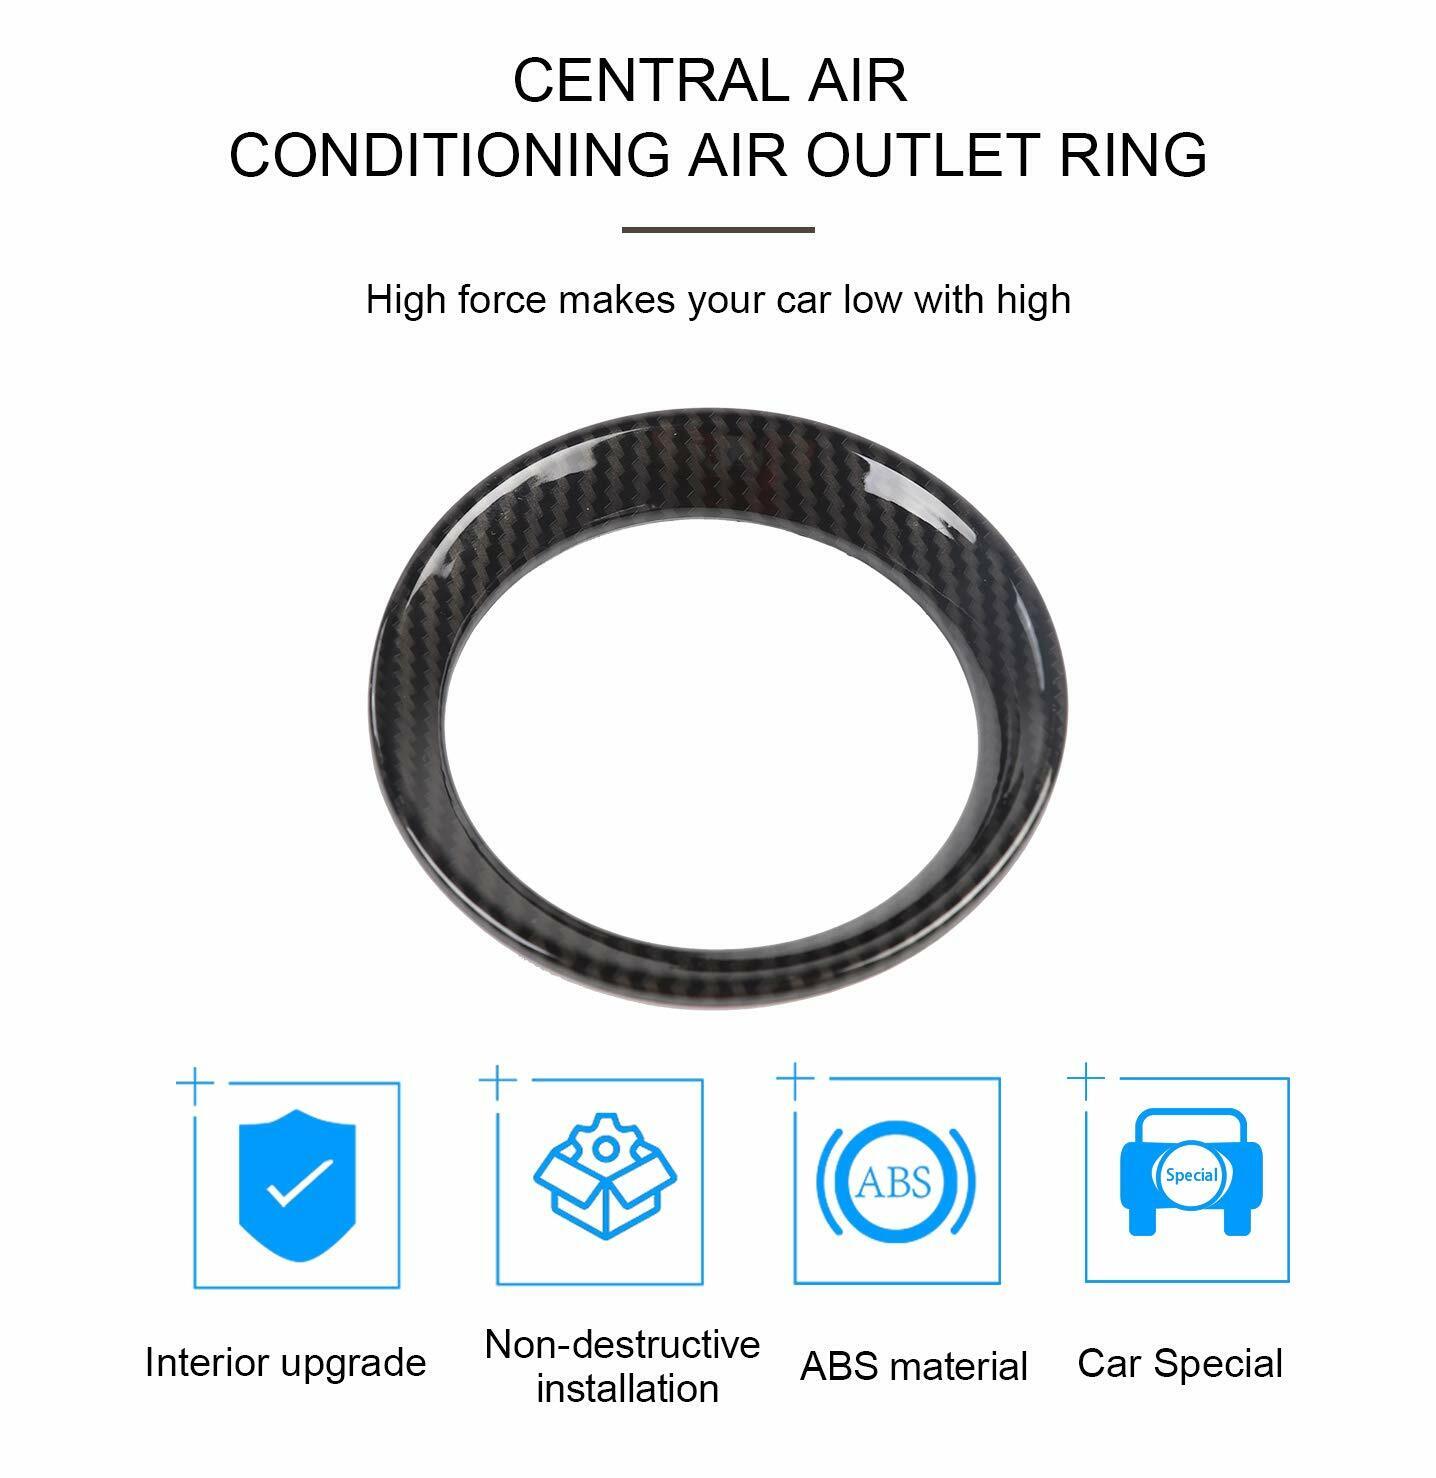 CENTRAL AIR
CONDITIONING AIR OUTLET RING
High force makes your car low with high
ABS
Special
Interior upgrade
Non-destructive
installation
ABS material
Car Special